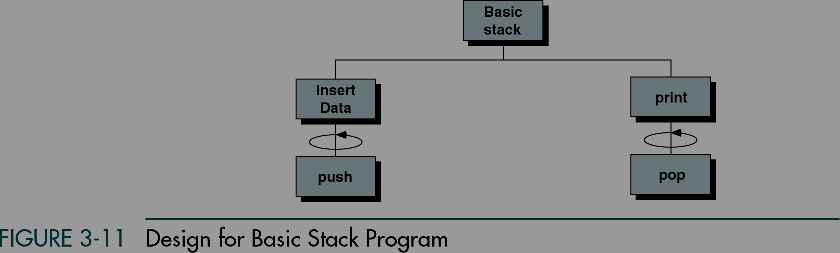 Basic
stack
insert
Data
print
push
pop
FIGURE 3-11 Design for Basic Stack Program